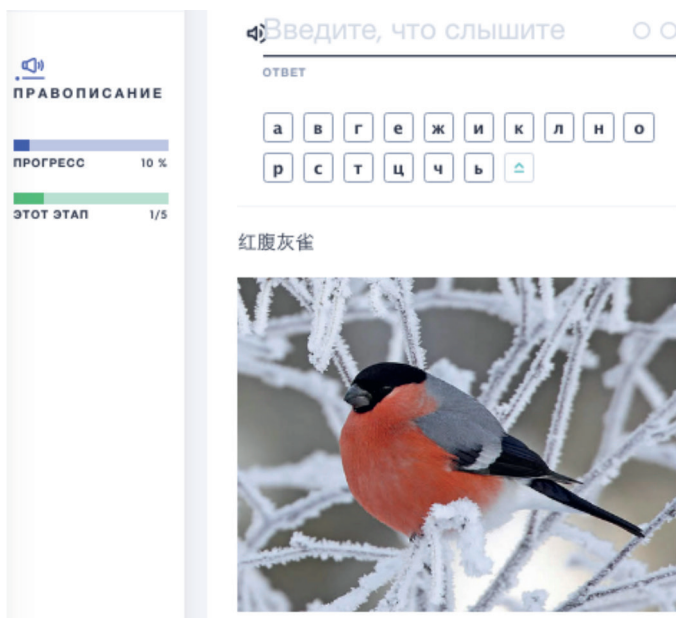 ПРАВОПИСАНИЕ
ПРОГРЕСС 10 %
ЭТОТ ЭТАП 1/5
Введите, что слышите
ОТВЕТ
а в г е ж и к л н о
р с т ц ч ь
红腹灰雀